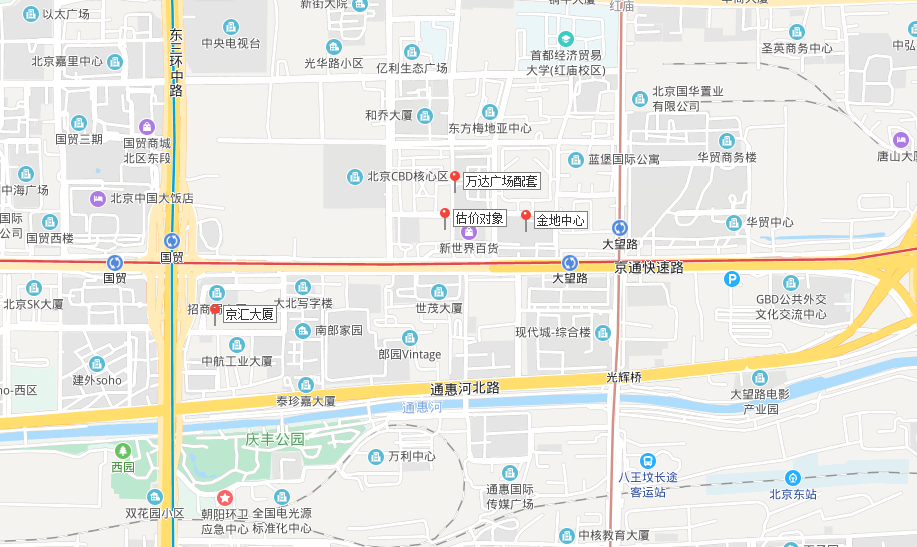 以太广场
新街大院
铜牛大厦
红庙
中央电视台
北京嘉里中心
东三环中路
光华路小区
亿利生态广场
首都经济贸易
大学(红庙校区)
圣英商务中心
中弘
和乔大厦
东方梅地亚中心
北京国华置业
有限公司
国贸三期
国贸商城
北区东段
华贸商务楼
唐山大厦
蓝堡国际公寓
北京CBD核心区
万达广场配套
中海广场
北京中国大饭店
国际
公司
国贸西楼
估价对象
金地中心
华贸中心
新世界百货
大望路
国贸
国贸
大望路
京通快速路
北京SK大厦
招商局
大北写字楼
世茂大厦
GBD公共外交
文化交流中心
京汇大厦
南郎家园
郎园Vintage
现代城-综合楼
中航工业大厦
建外soho
ho-西区
泰珍嘉大厦
通惠河北路
光辉桥
大望路电影
产业园
通惠河
庆丰公园
西园
万利中心
八王坟长途
客运站
北京东站
通惠国际
传媒广场
双花园小区
朝阳环卫
应急中心
全国电光源
标准化中心
中核教育大厦